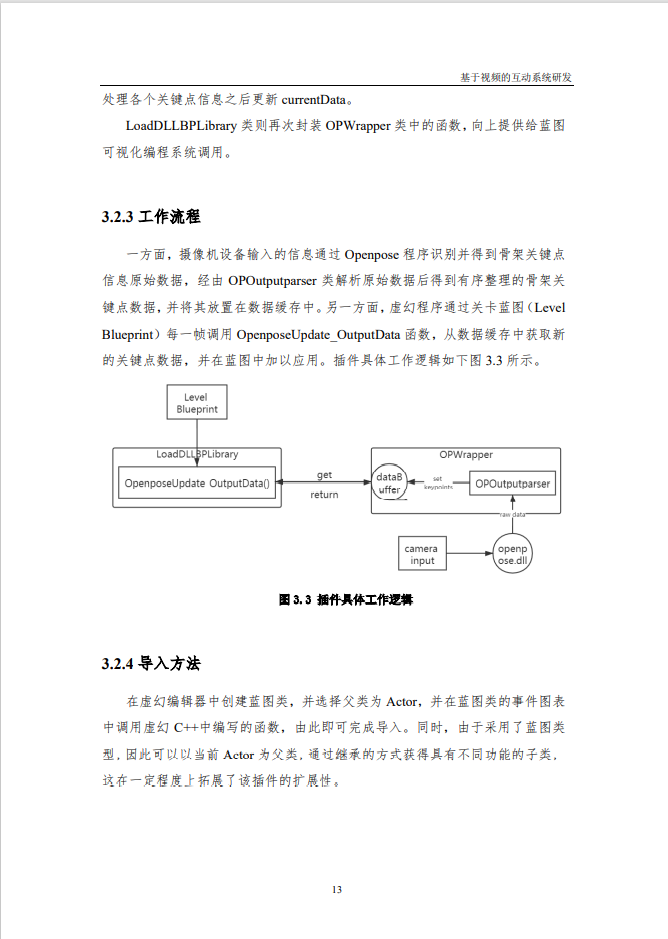 基于视频的互动系统研发
处理各个关键点信息之后更新 currentData。
LoadDLLBPLibrary 类则再次封装 OPWrapper 类中的函数，向上提供给蓝图
可视化编程系统调用。
3.2.3 工作流程
一方面，摄像机设备输入的信息通过 Openpose 程序识别并得到骨架关键点
信息原始数据，经由 OPOutputparser 类解析原始数据后得到有序整理的骨架关
键点数据，并将其放置在数据缓存中。另一方面，虚幻程序通过关卡蓝图（Level
Blueprint）每一帧调用 OpenposeUpdate_OutputData 函数，从数据缓存中获取新
的关键点数据，并在蓝图中加以应用。插件具体工作逻辑如下图 3.3 所示。
Level
Blueprint
LoadDLLBPLibrary
OpenposeUpdate OutputData()
get
return
OPWrapper
dataB
uffer
set
keypoints
OPOutputparser
raw data
camera
input
openp
ose.dll
图 3.3 插件具体工作逻辑
3.2.4 导入方法
在虚幻编辑器中创建蓝图类，并选择父类为 Actor，并在蓝图类的事件图表
中调用虚幻 C++中编写的函数，由此即可完成导入。同时，由于采用了蓝图类
型，因此可以以当前 Actor 为父类，通过继承的方式获得具有不同功能的子类，
这在一定程度上拓展了该插件的扩展性。
13